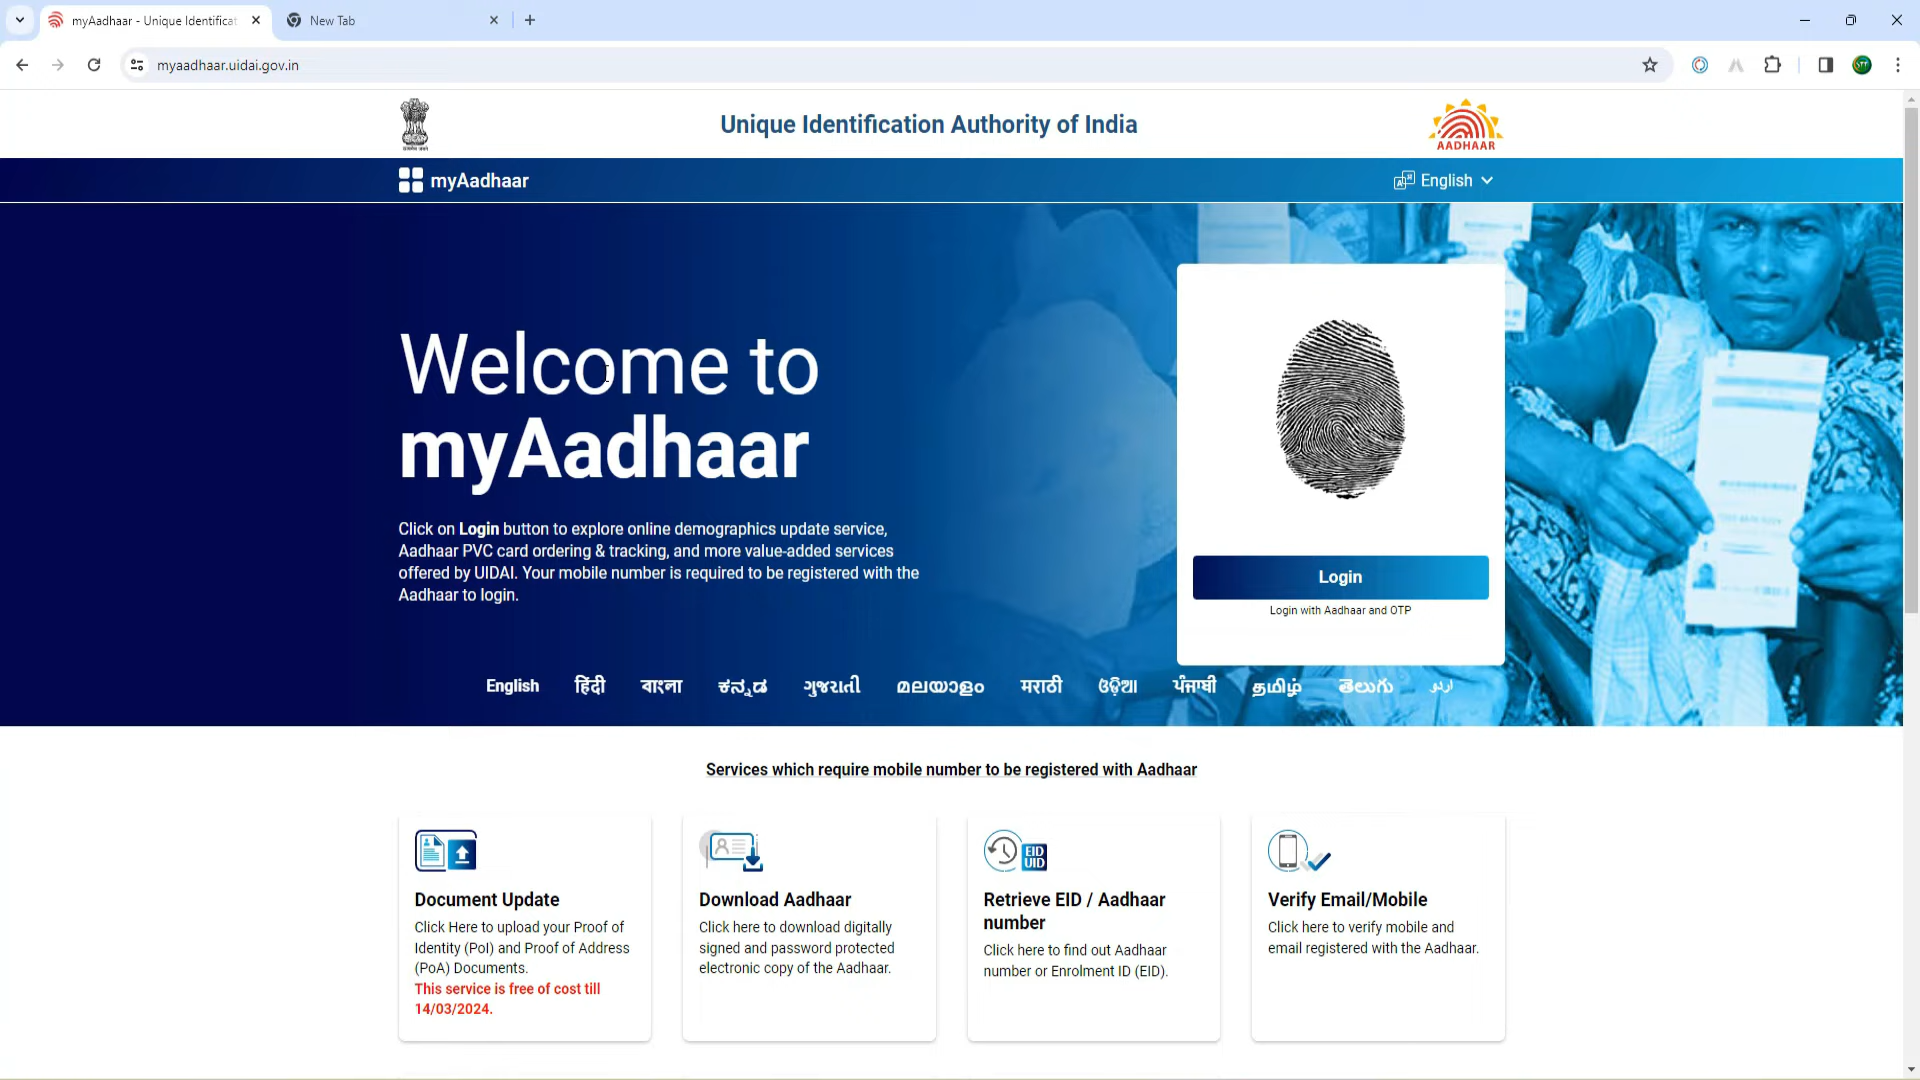 myAadhaar - Unique Identificat
New Tab
myaadhaar.uidai.gov.in
Unique Identification Authority of India
AADHAAR
myAadhaar
English
Welcome to
myAadhaar
Click on Login button to explore online demographics update service,
Aadhaar PVC card ordering & tracking, and more value-added services
offered by UIDAI. Your mobile number is required to be registered with the
Aadhaar to login.
Login
Login with Aadhaar and OTP
English हिंदी বাংলা ಕನ್ನಡ ગુજરાતી മലയാളം मराठी ଓଡ଼ିଆ ਪੰਜਾਬੀ தமிழ் తెలుగు اردو
Services which require mobile number to be registered with Aadhaar
Document Update
Click Here to upload your Proof of
Identity (PoI) and Proof of Address
(PoA) Documents.
This service is free of cost till
14/03/2024.
Download Aadhaar
Click here to download digitally
signed and password protected
electronic copy of the Aadhaar.
EID
UID
Retrieve EID / Aadhaar
number
Click here to find out Aadhaar
number or Enrolment ID (EID).
Verify Email/Mobile
Click here to verify mobile and
email registered with the Aadhaar.